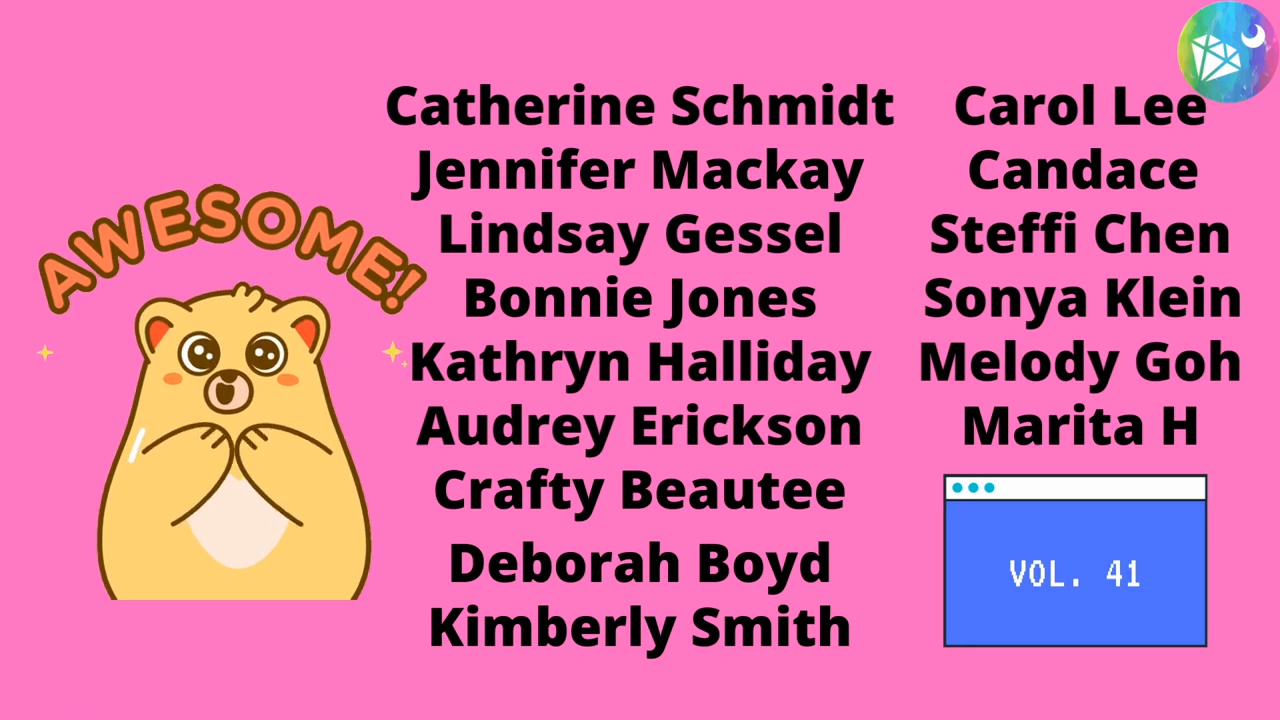 AWESOME!
Catherine Schmidt
Jennifer Mackay
Lindsay Gessel
Bonnie Jones
Kathryn Halliday
Audrey Erickson
Crafty Beautee
Deborah Boyd
Kimberly Smith
Carol Lee
Candace
Steffi Chen
Sonya Klein
Melody Goh
Marita H
VOL. 41